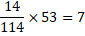 14/114 × 53 = 7